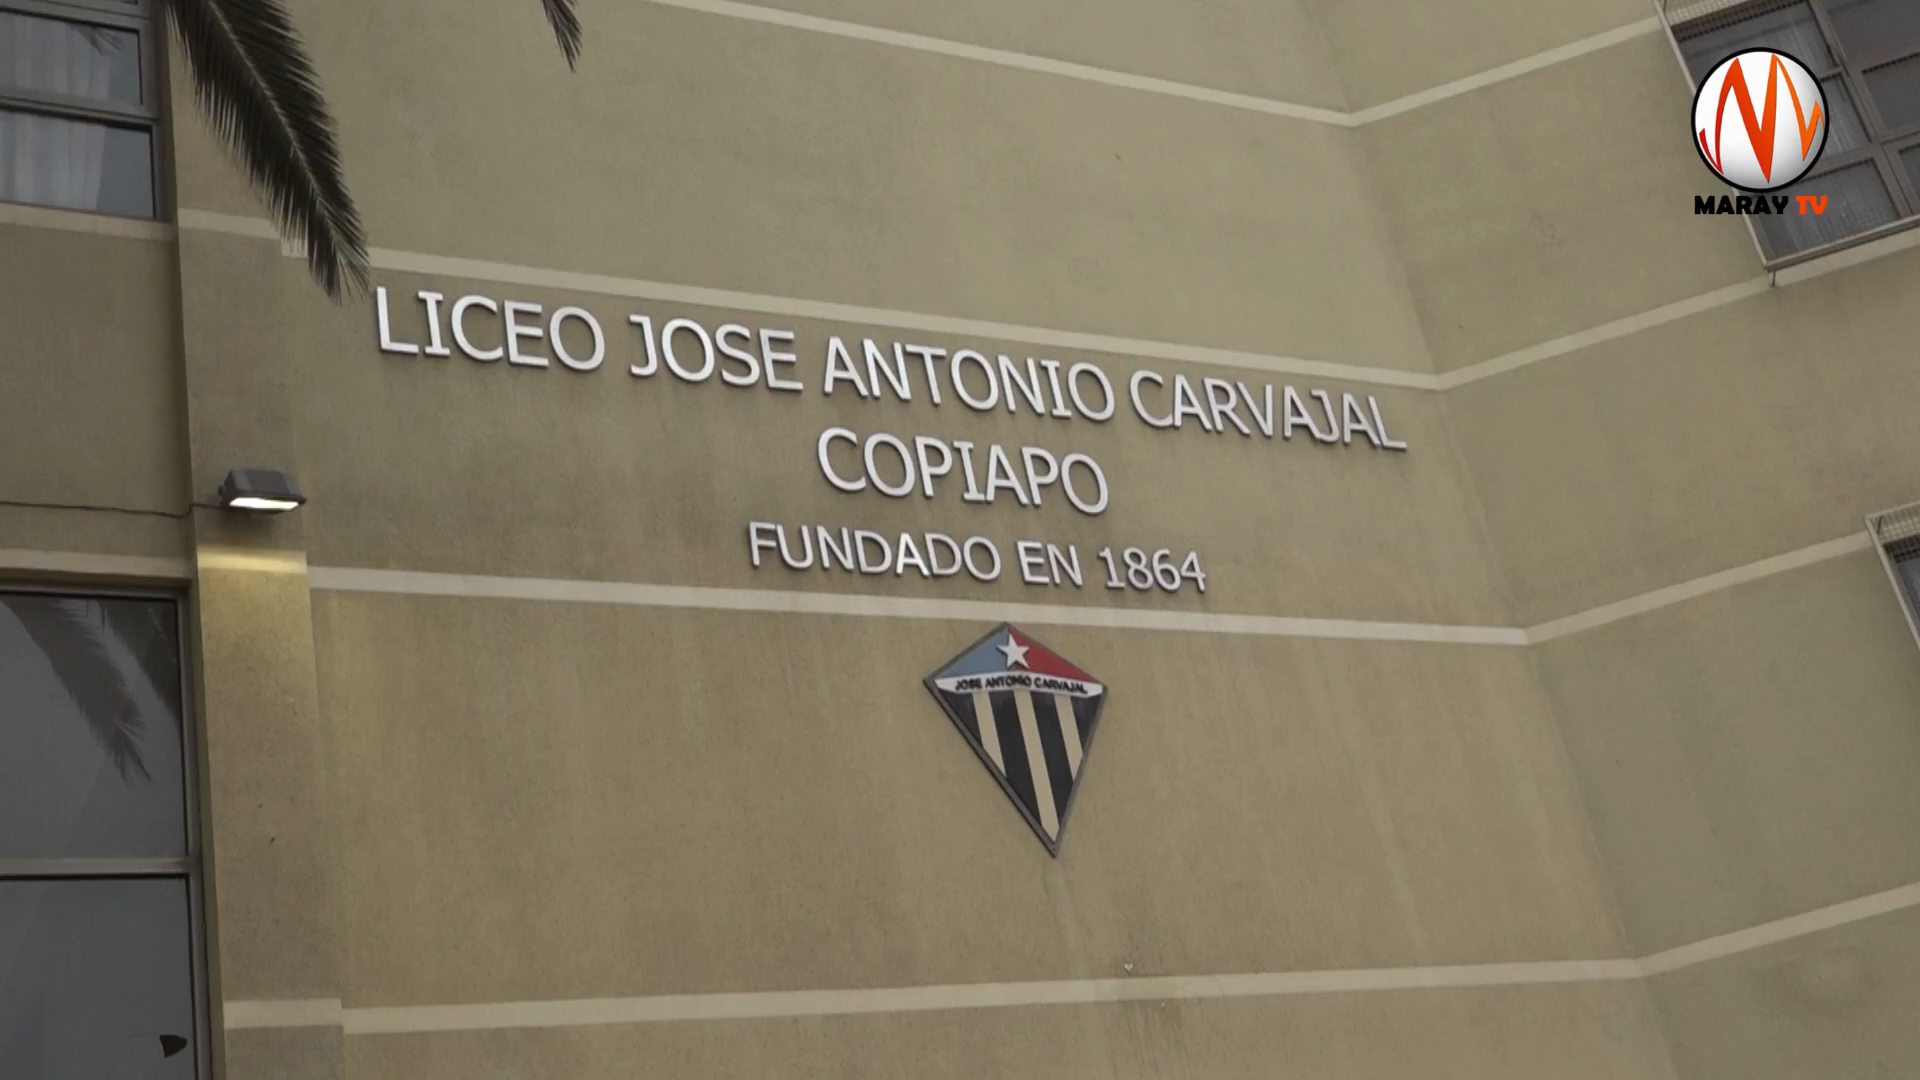 MARAY TV
LICEO JOSE ANTONIO CARVAJAL
COPIAPO
FUNDADO EN 1864
JOSE ANTONIO CARVAJAL